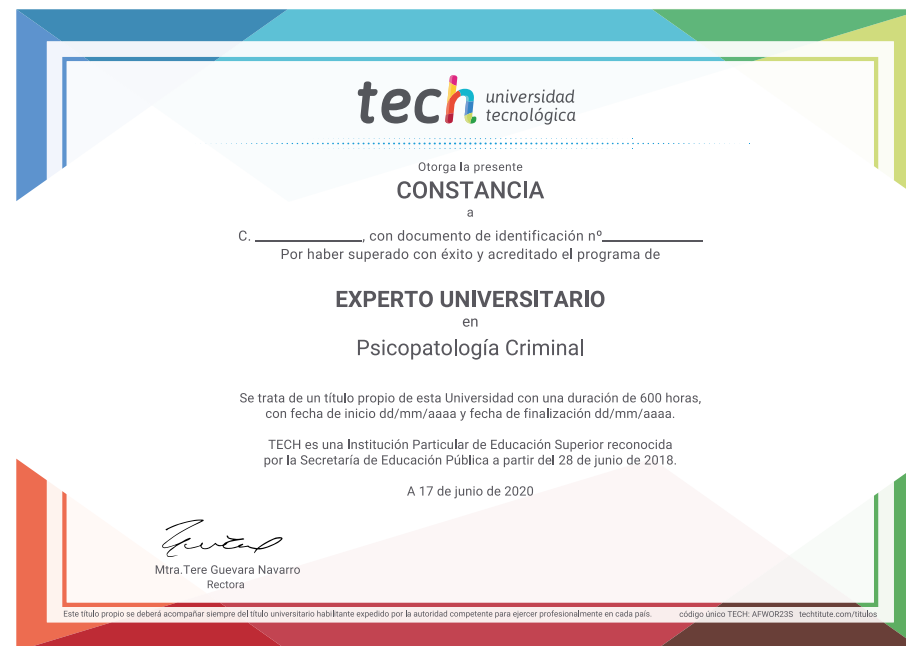 tech universidad
tecnológica
Otorga la presente
CONSTANCIA
a
C. ______________, con documento de identificación nº_____________
Por haber superado con éxito y acreditado el programa de
EXPERTO UNIVERSITARIO
en
Psicopatología Criminal
Se trata de un título propio de esta Universidad con una duración de 600 horas,
con fecha de inicio dd/mm/aaaa y fecha de finalización dd/mm/aaaa.
TECH es una Institución Particular de Educación Superior reconocida
por la Secretaría de Educación Pública a partir del 28 de junio de 2018.
A 17 de junio de 2020
Mtra.Tere Guevara Navarro
Rectora
Este título propio se deberá acompañar siempre del título universitario habilitante expedido por la autoridad competente para ejercer profesionalmente en cada país. código único TECH: AFWOR23S techtitute.com/títulos